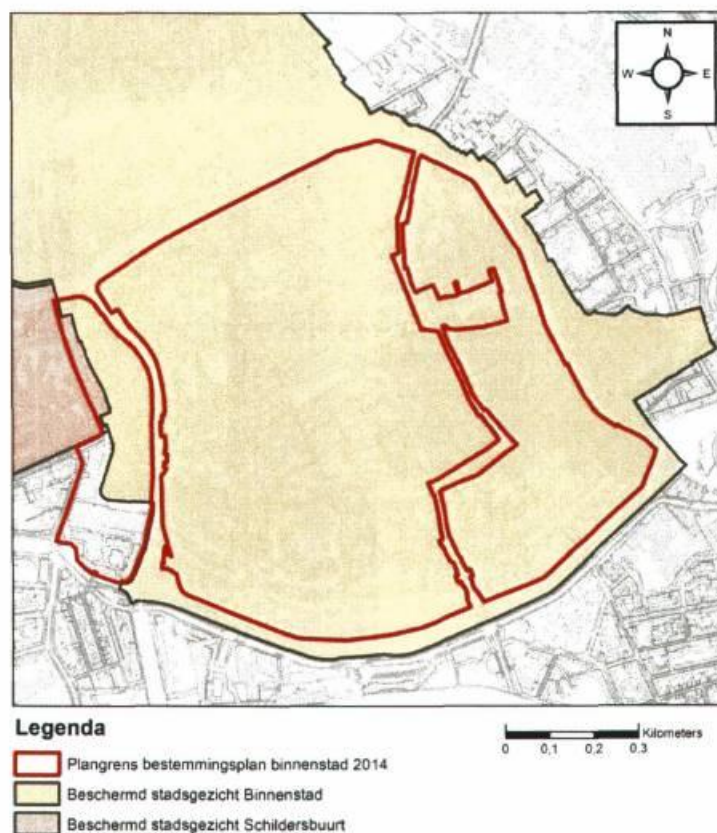 N
W E
S
Legenda
Plangrens bestemmingsplan binnenstad 2014
Beschermd stadsgezicht Binnenstad
Beschermd stadsgezicht Schildersbuurt
Kilometers
0 0,1 0,2 0.3